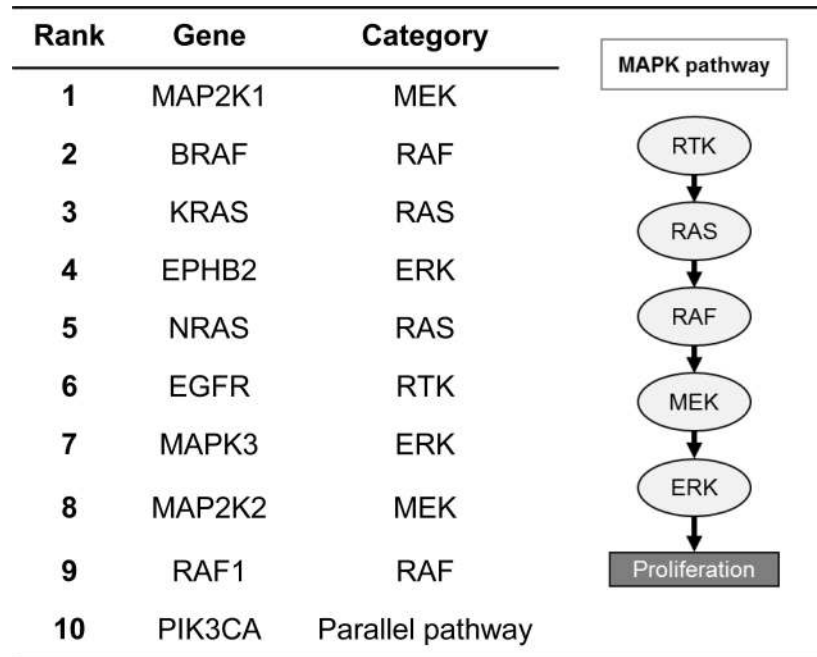 Rank Gene Category
1 MAP2K1 MEK
2 BRAF RAF
3 KRAS RAS
4 EPHB2 ERK
5 NRAS RAS
6 EGFR RTK
7 MAPK3 ERK
8 MAP2K2 MEK
9 RAF1 RAF
10 PIK3CA Parallel pathway
MAPK pathway
RTK
RAS
RAF
MEK
ERK
Proliferation